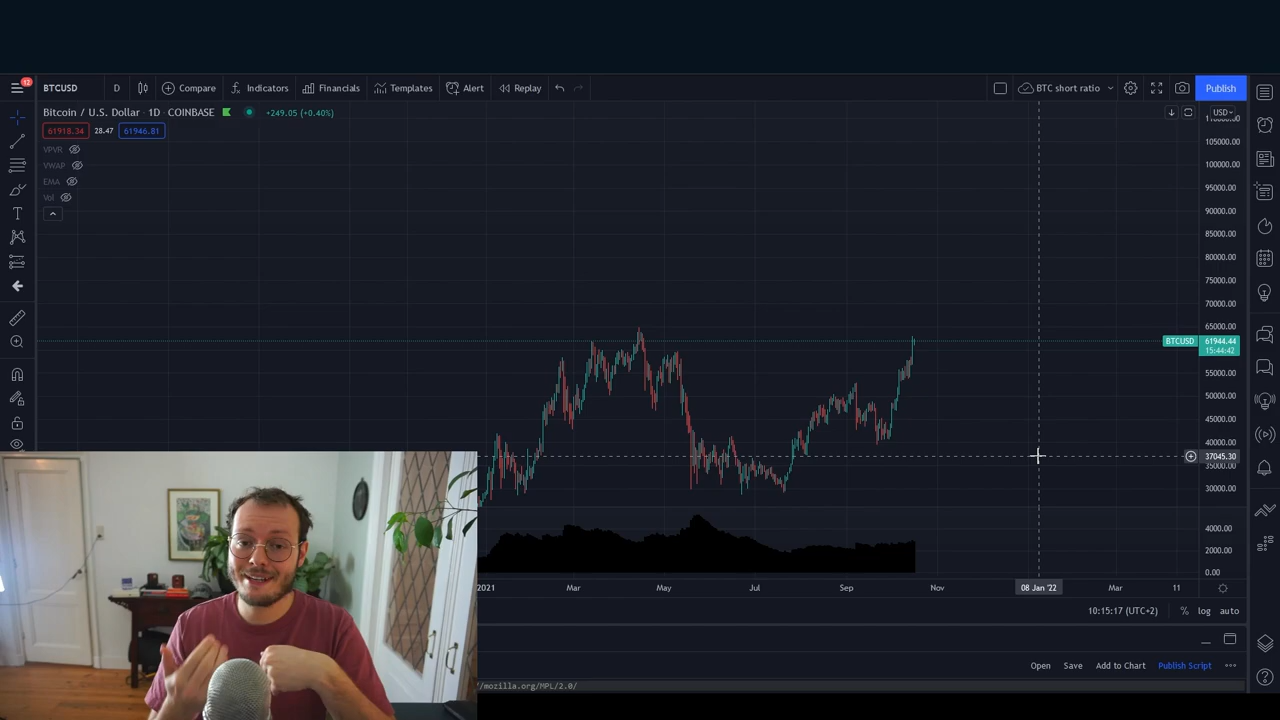 12
BTCUSD D Compare Indicators Financials Templates Alert Replay BTC short ratio Publish
Bitcoin / U.S. Dollar · 1D · COINBASE +249.05 (+0.40%)
USD
61918.34 28.47 61946.81
VPVR
VWAP
EMA
Vol
105000.00
100000.00
95000.00
90000.00
85000.00
80000.00
75000.00
70000.00
65000.00
BTCUSD 61944.44
15:44:42
55000.00
50000.00
45000.00
40000.00
37045.30
35000.00
30000.00
4000.00
2000.00
0.00
2021 Mar May Jul Sep Nov 08 Jan '22 Mar 11
10:15:17 (UTC+2) % log auto
Open Save Add to Chart Publish Script
/mozilla.org/MPL/2.0/